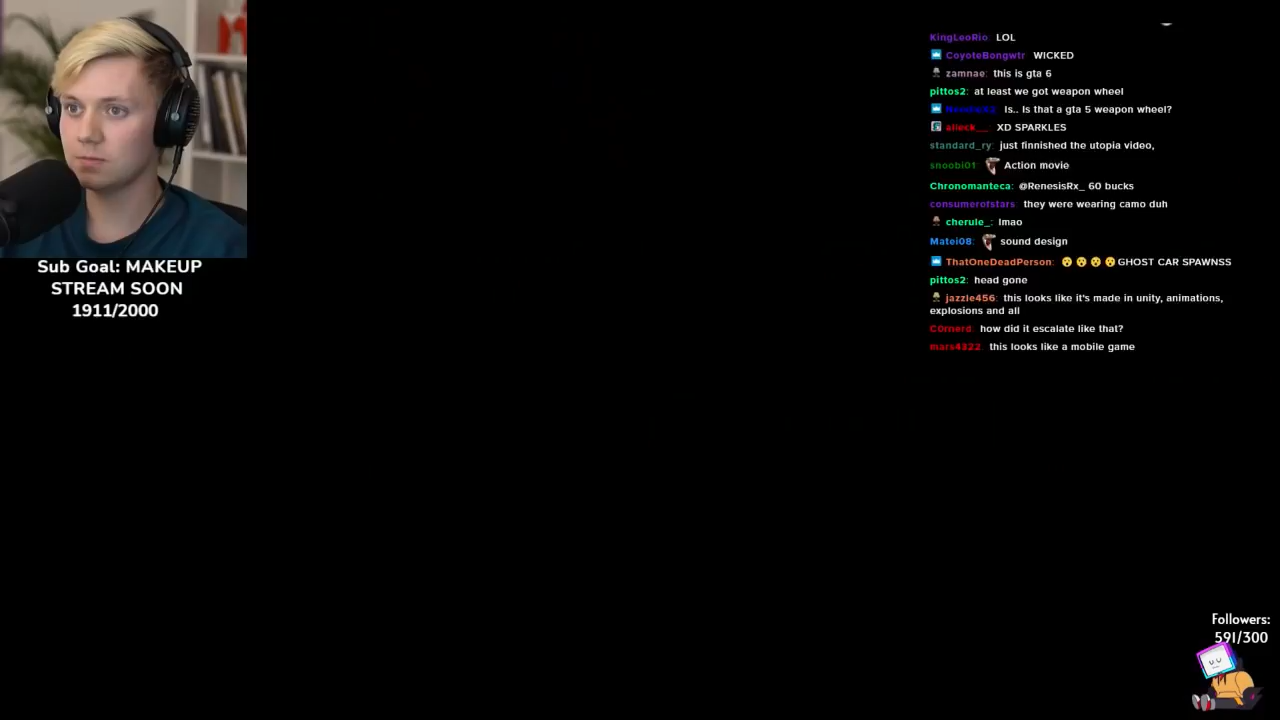 KingLeoRio: LOL
CoyoteBongwtr WICKED
zamnae: this is gta 6
pittos2: at least we got weapon wheel
Is.. Is that a gta 5 weapon wheel?
alleck__ XD SPARKLES
standard_ry: just finnished the utopia video,
snoobi01: Action movie
Chronomanteca: @RenesisRx_ 60 bucks
consumerofstars: they were wearing camo duh
cherule_: lmao
Matei08: sound design
ThatOneDeadPerson: 😮 😮 😮 😮 GHOST CAR SPAWNSS
pittos2: head gone
jazzle456: this looks like it's made in unity, animations,
explosions and all
C0rnerd how did it escalate like that?
mars4322 this looks like a mobile game
Sub Goal: MAKEUP
STREAM SOON
1911/2000
Followers:
591/300